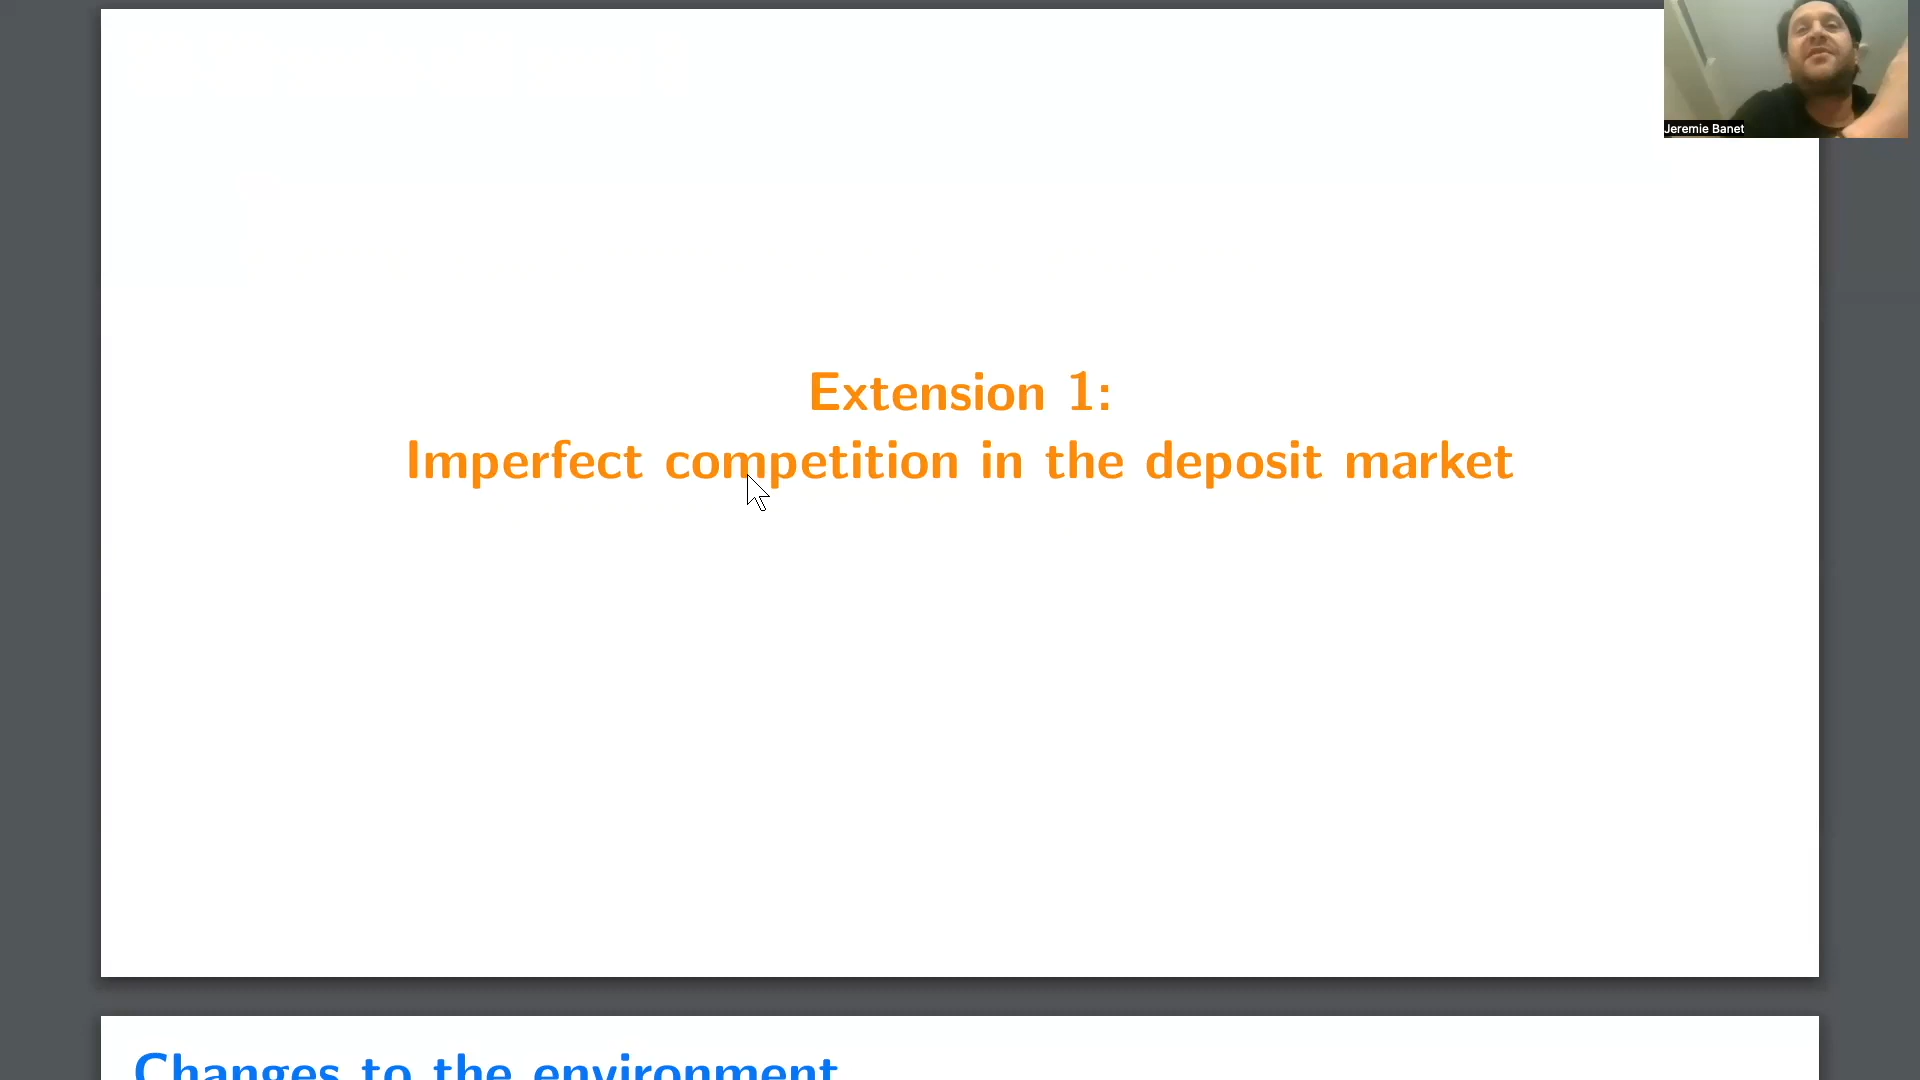 Jeremie Banet
Extension 1:
Imperfect competition in the deposit market
Changes to the environment